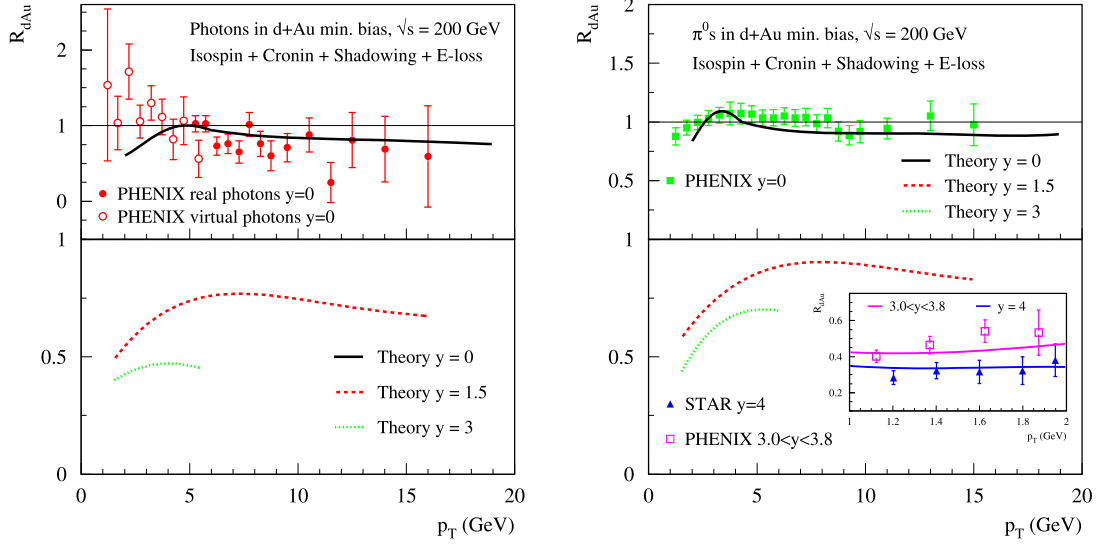 R_dAu
Photons in d+Au min. bias, √s = 200 GeV
Isospin + Cronin + Shadowing + E-loss
2
1
0
PHENIX real photons y=0
PHENIX virtual photons y=0
1
0.5
0
Theory y = 0
Theory y = 1.5
Theory y = 3
0 5 10 15 20
p_T (GeV)
R_dAu
π⁰s in d+Au min. bias, √s = 200 GeV
Isospin + Cronin + Shadowing + E-loss
2
1.5
1
0.5
PHENIX y=0
Theory y = 0
Theory y = 1.5
Theory y = 3
1
0.5
0
R_dAu
3.0<y<3.8 y = 4
0.6
0.4
0.2
1 1.2 1.4 1.6 1.8 2
p_T (GeV)
STAR y=4
PHENIX 3.0<y<3.8
0 5 10 15 20
p_T (GeV)